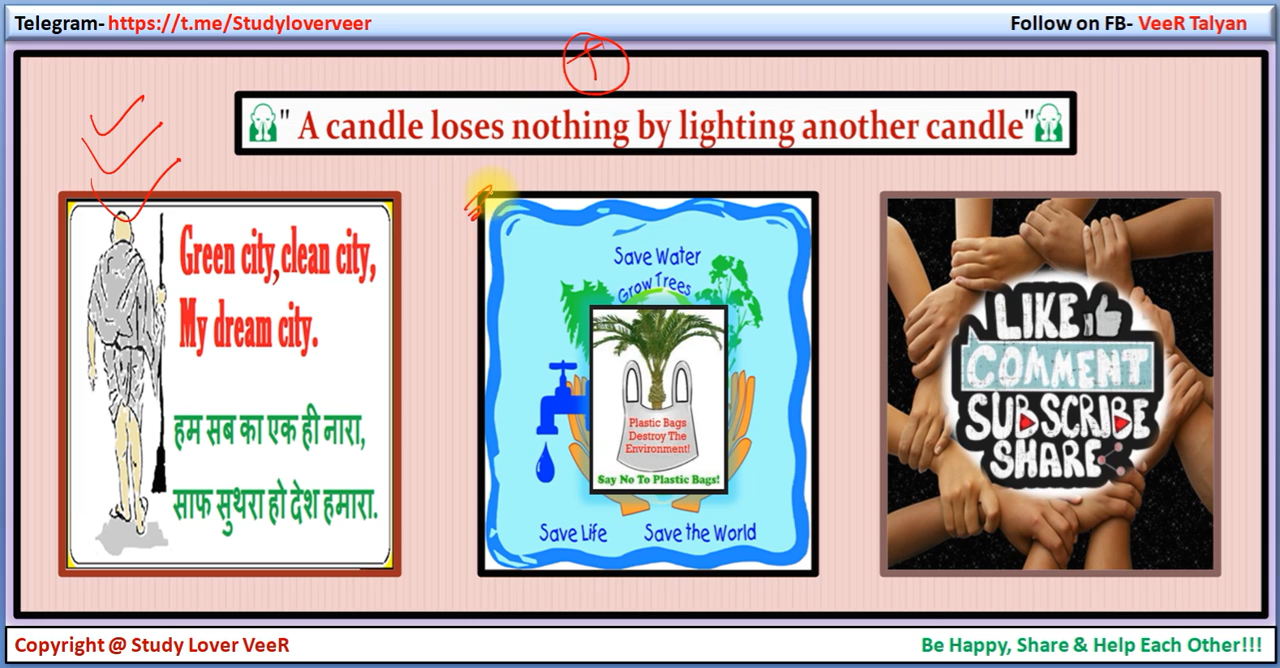 Telegram- https://t.me/Studyloverveer
Follow on FB- VeeR Talyan
" A candle loses nothing by lighting another candle"
Green city,clean city,
My dream city.
हम सब का एक ही नारा,
साफ सुथरा हो देश हमारा.
Save Water
Grow Trees
Plastic Bags
Destroy The
Environment!
Say No To Plastic Bags!
Save Life
Save the World
LIKE
COMMENT
SUBSCRIBE
SHARE
Copyright @ Study Lover VeeR
Be Happy, Share & Help Each Other!!!